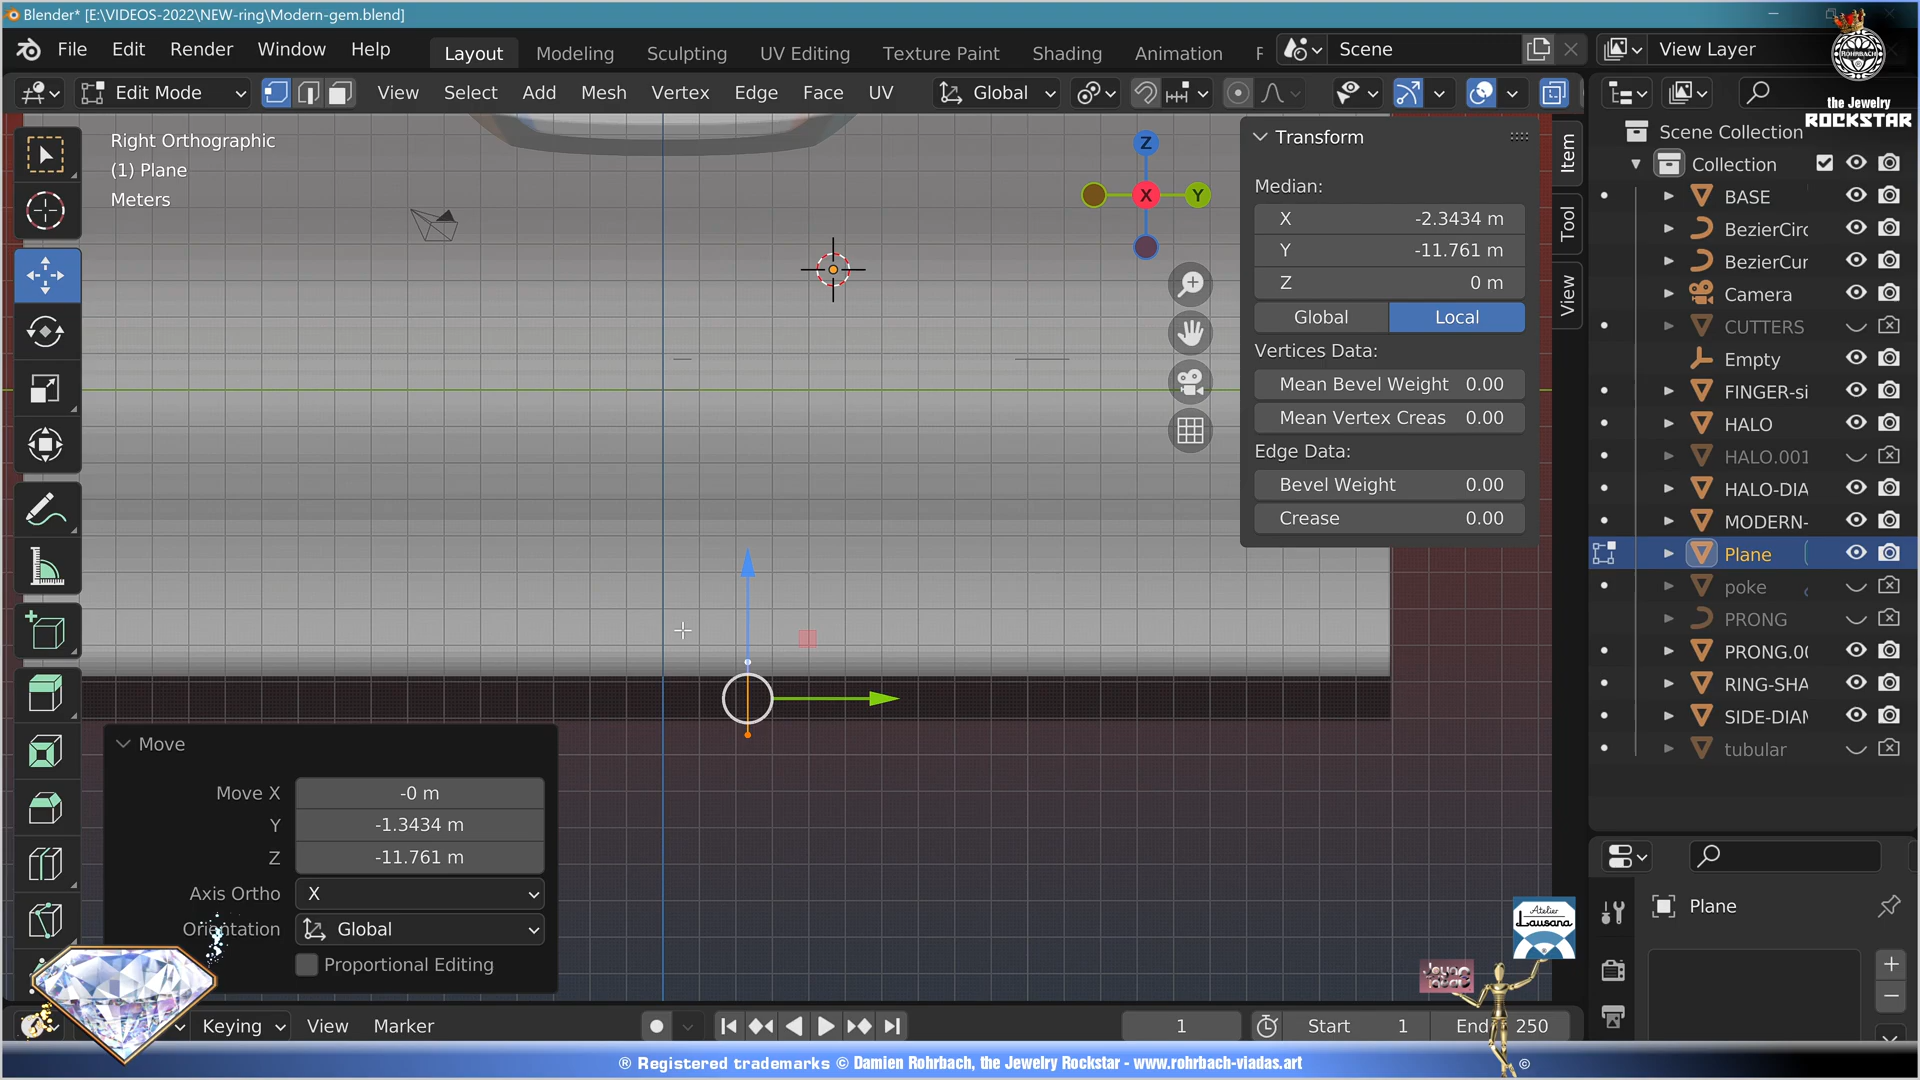 Blender* [E:\VIDEOS-2022\NEW-ring\Modern-gem.blend]
File Edit Render Window Help
Layout Modeling Sculpting UV Editing Texture Paint Shading Animation
Scene
View Layer
ROHRBACH
the Jewelry
ROCKSTAR
Edit Mode
View Select Add Mesh Vertex Edge Face UV
Global
Right Orthographic
(1) Plane
Meters
Z
X
Y
Transform
Median:
X -2.3434 m
Y -11.761 m
Z 0 m
Global Local
Vertices Data:
Mean Bevel Weight 0.00
Mean Vertex Creas 0.00
Edge Data:
Bevel Weight 0.00
Crease 0.00
Item
Tool
View
Scene Collection
Collection
BASE
BezierCirc
BezierCur
Camera
CUTTERS
Empty
FINGER-si
HALO
HALO.001
HALO-DIA
MODERN-
Plane
poke
PRONG
PRONG.00
RING-SHA
SIDE-DIAM
tubular
Move
Move X -0 m
Y -1.3434 m
Z -11.761 m
Axis Ortho X
Orientation Global
Proportional Editing
Plane
Atelier
Lausana
Keying View Marker
1
Start 1
End 250
® Registered trademarks © Damien Rohrbach, the Jewelry Rockstar - www.rohrbach-viadas.art ©